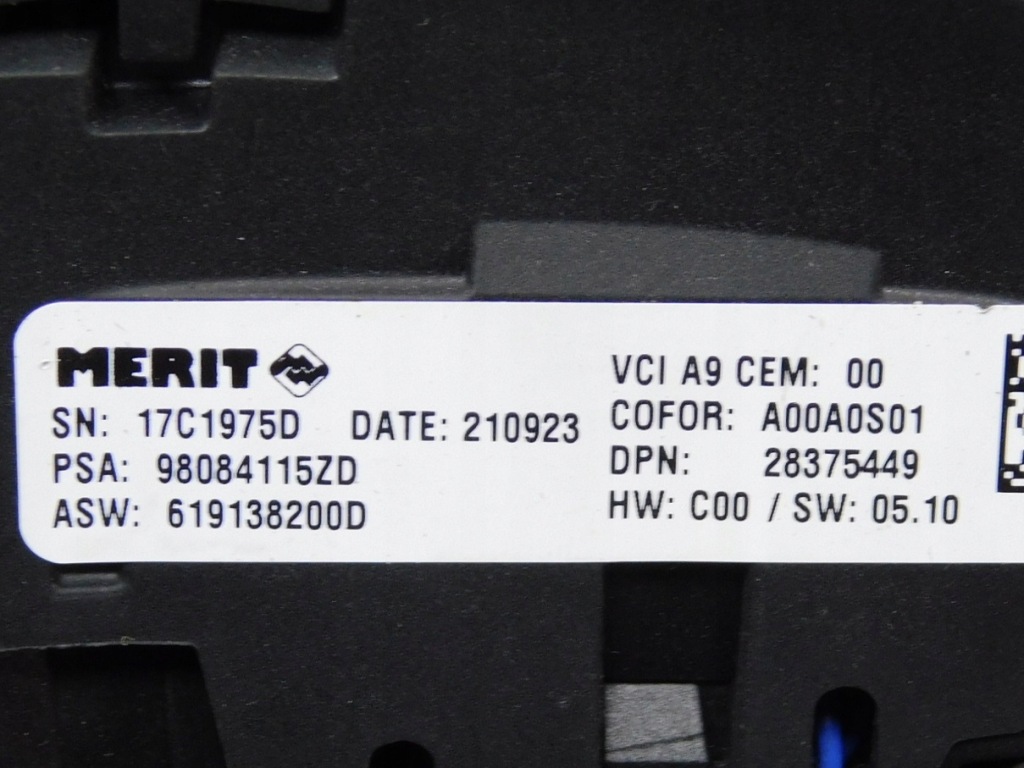 MERIT
SN: 17C1975D DATE: 210923
PSA: 98084115ZD
ASW: 619138200D
VCI A9 CEM: 00
COFOR: A00A0S01
DPN: 28375449
HW: C00 / SW: 05.10